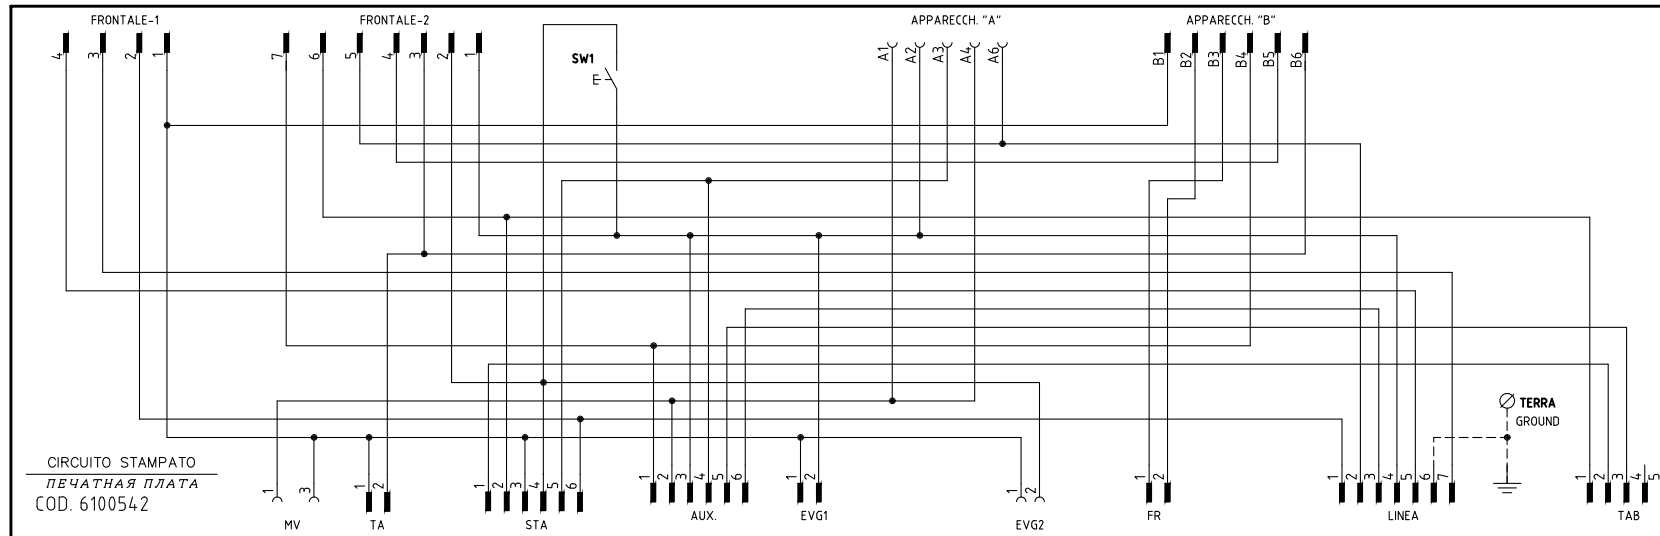 FRONTALE-1
FRONTALE-2
APPARECCH. "A"
APPARECCH. "B"
4 3 2 1
7 6 5 4 3 2 1
SW1
E
A1 A2 A3 A4 A6
B1 B2 B3 B4 B5 B6
TERRA
GROUND
CIRCUITO STAMPATO
ПЕЧАТНАЯ ПЛАТА
COD. 6100542
1 3
1 2
1 2 3 4 5 6
1 2 3 4 5 6
1 2
1 2
1 2
1 2 3 4 5 6 7
1 2 3 4 5
MV
TA
STA
AUX.
EVG1
EVG2
FR
LINEA
TAB